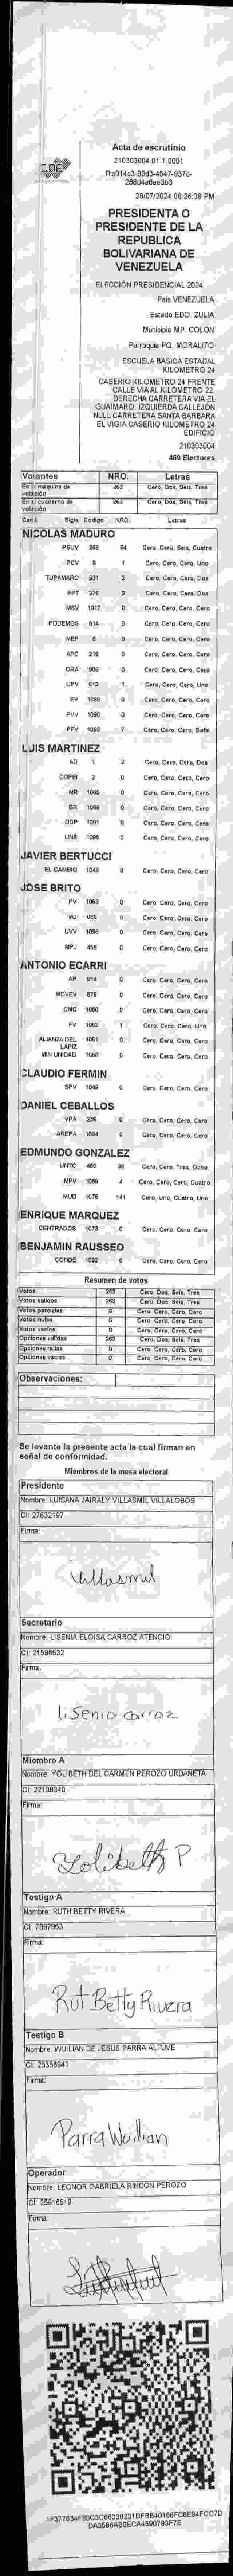 CNE
Acta de escrutinio
210303004.01.1.0001
28/07/2024 06:26:38 PM
PRESIDENTA O
PRESIDENTE DE LA
REPUBLICA
BOLIVARIANA DE
VENEZUELA
ELECCIÓN PRESIDENCIAL 2024
País VENEZUELA
Estado EDO. ZULIA
Municipio MP. COLON
Parroquia PQ. MORALITO
ESCUELA BASICA ESTADAL
KILOMETRO 24
CASERIO KILOMETRO 24 FRENTE
CALLE VIA AL KILOMETRO 22.
DERECHA CARRETERA VIA EL
GUAIMARO. IZQUIERDA CALLEJON
NULL CARRETERA SANTA BARBARA
EL VIGIA CASERIO KILOMETRO 24
EDIFICIO
210303004
469 Electores
Votantes NRO. Letras
En la máquina de votación 263 Cero, Dos, Seis, Tres
En el cuaderno de votación 263 Cero, Dos, Seis, Tres
Cand Sigla Código NRO. Letras
NICOLAS MADURO
PSUV 268 64 Cero, Cero, Seis, Cuatro
PCV 9 1 Cero, Cero, Cero, Uno
TUPAMARO 931 2 Cero, Cero, Cero, Dos
PPT 376 2 Cero, Cero, Cero, Dos
MSV 1017 0 Cero, Cero, Cero, Cero
PODEMOS 614 0 Cero, Cero, Cero, Cero
MEP 6 0 Cero, Cero, Cero, Cero
APC 218 0 Cero, Cero, Cero, Cero
ORA 906 0 Cero, Cero, Cero, Cero
UPV 613 1 Cero, Cero, Cero, Uno
EV 1089 0 Cero, Cero, Cero, Cero
PVV 1090 0 Cero, Cero, Cero, Cero
PFV 1093 7 Cero, Cero, Cero, Siete
LUIS MARTINEZ
AD 1 2 Cero, Cero, Cero, Dos
COPEI 2 0 Cero, Cero, Cero, Cero
MR 1065 0 Cero, Cero, Cero, Cero
BR 1068 0 Cero, Cero, Cero, Cero
DDP 1091 0 Cero, Cero, Cero, Cero
UNE 1096 0 Cero, Cero, Cero, Cero
JAVIER BERTUCCI
EL CAMBIO 1048 0 Cero, Cero, Cero, Cero
JOSE BRITO
PV 1053 0 Cero, Cero, Cero, Cero
VU 966 0 Cero, Cero, Cero, Cero
UVV 1096 0 Cero, Cero, Cero, Cero
MPJ 456 0 Cero, Cero, Cero, Cero
ANTONIO ECARRI
AP 914 0 Cero, Cero, Cero, Cero
MOVEV 676 0 Cero, Cero, Cero, Cero
CMC 1050 0 Cero, Cero, Cero, Cero
FV 1062 1 Cero, Cero, Cero, Uno
ALIANZA DEL LAPIZ 1061 0 Cero, Cero, Cero, Cero
MIN UNIDAD 1066 0 Cero, Cero, Cero, Cero
CLAUDIO FERMIN
SPV 1049 0 Cero, Cero, Cero, Cero
DANIEL CEBALLOS
VPA 236 0 Cero, Cero, Cero, Cero
AREPA 1094 0 Cero, Cero, Cero, Cero
EDMUNDO GONZALEZ
UNTC 460 38 Cero, Cero, Tres, Ocho
MPV 1069 4 Cero, Cero, Cero, Cuatro
MUD 1078 141 Cero, Uno, Cuatro, Uno
ENRIQUE MARQUEZ
CENTRADOS 1073 0 Cero, Cero, Cero, Cero
BENJAMIN RAUSSEO
CONDE 1092 0 Cero, Cero, Cero, Cero
Resumen de votos
Votos 263 Cero, Dos, Seis, Tres
Votos válidos 263 Cero, Dos, Seis, Tres
Votos parciales 0 Cero, Cero, Cero, Cero
Votos nulos 0 Cero, Cero, Cero, Cero
Votos vacíos 0 Cero, Cero, Cero, Cero
Opciones válidas 263 Cero, Dos, Seis, Tres
Opciones nulas 0 Cero, Cero, Cero, Cero
Opciones vacías 0 Cero, Cero, Cero, Cero
Observaciones:
Se levanta la presente acta la cual firman en
señal de conformidad.
Miembros de la mesa electoral
Presidente
Nombre: LUISANA JAIRALY VILLASMIL VILLALOBOS
CI: 27632197
Firma:
Villasmil
Secretario
Nombre: LISENIA ELOISA CARROZ ATENCIO
CI: 21596532
Firma:
Lisenia Carroz
Miembro A
Nombre: YOLIBETH DEL CARMEN PEROZO URDANETA
CI: 22138340
Firma:
Yolibeth P
Testigo A
Nombre: RUTH BETTY RIVERA
CI: 7897863
Firma:
Rut Betty Rivera
Testigo B
Nombre: WUILIAN DE JESUS PARRA ALTUVE
CI: 25356941
Firma:
Parra Wuilian
Operador
Nombre: LEONOR GABRIELA RINCON PEROZO
CI: 25916519
Firma: